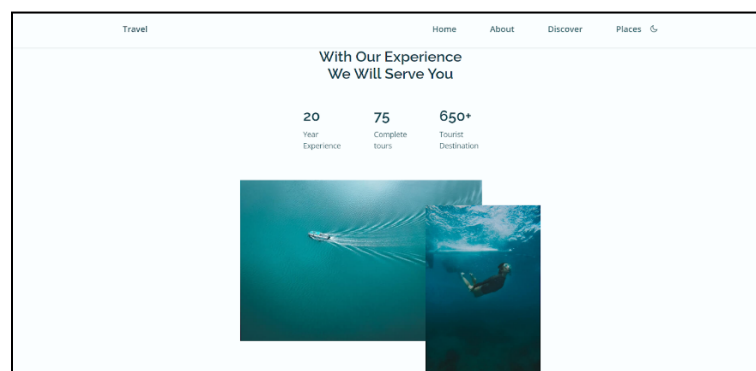 Travel Home About Discover Places
With Our Experience
We Will Serve You
20 75 650+
Year Complete Tourist
Experience tours Destination